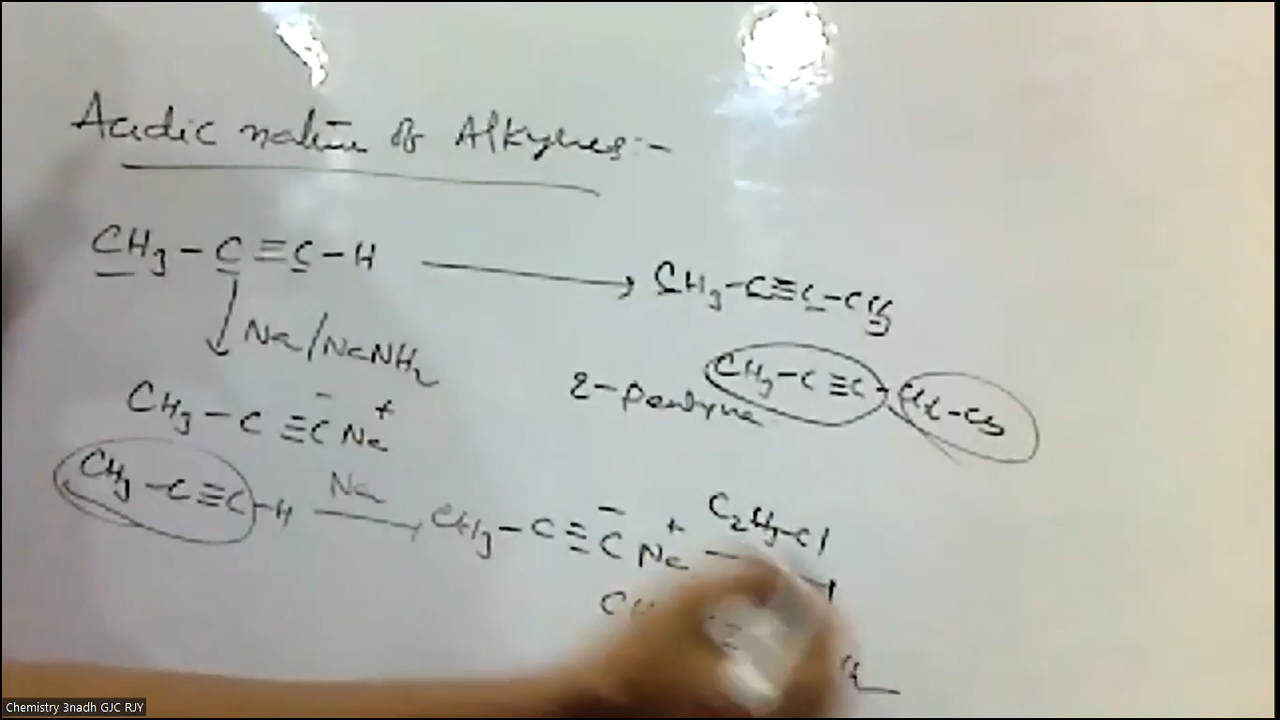 Acidic nature of Alkynes:-
CH3 - C ≡ C - H → CH3 - C ≡ C - CH3
↓ Na/NaNH2
CH3 - C ≡ C⁻ Na⁺
2-pentyne CH3 - C ≡ C - CH2 - CH3
CH3 - C ≡ C - H Na → CH3 - C ≡ C⁻ Na⁺ C2H5-Cl →
Chemistry 3nadh GJC RJY